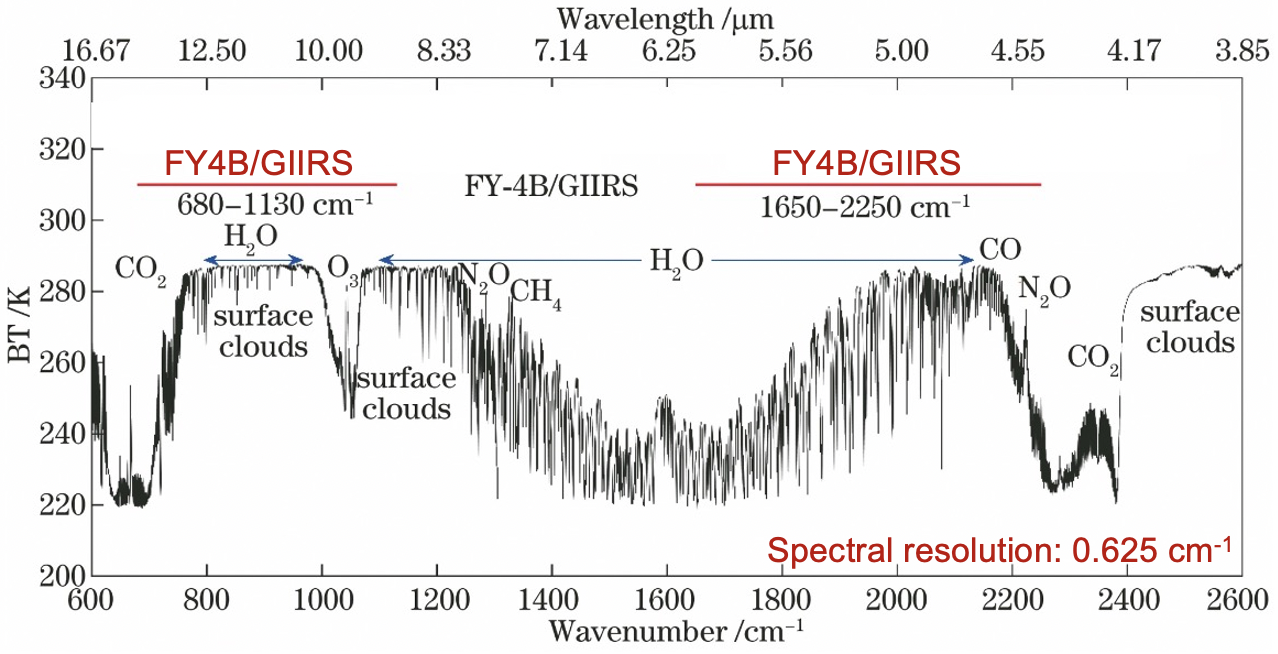 Wavelength /μm
16.67 12.50 10.00 8.33 7.14 6.25 5.56 5.00 4.55 4.17 3.85
340
320
300
280
260
240
220
200
BT /K
FY4B/GIIRS
680–1130 cm⁻¹
FY-4B/GIIRS
FY4B/GIIRS
1650–2250 cm⁻¹
H₂O
CO₂
O₃
H₂O
CO
N₂O
CH₄
N₂O
surface
clouds
surface
clouds
CO₂
surface
clouds
Spectral resolution: 0.625 cm⁻¹
600 800 1000 1200 1400 1600 1800 2000 2200 2400 2600
Wavenumber /cm⁻¹